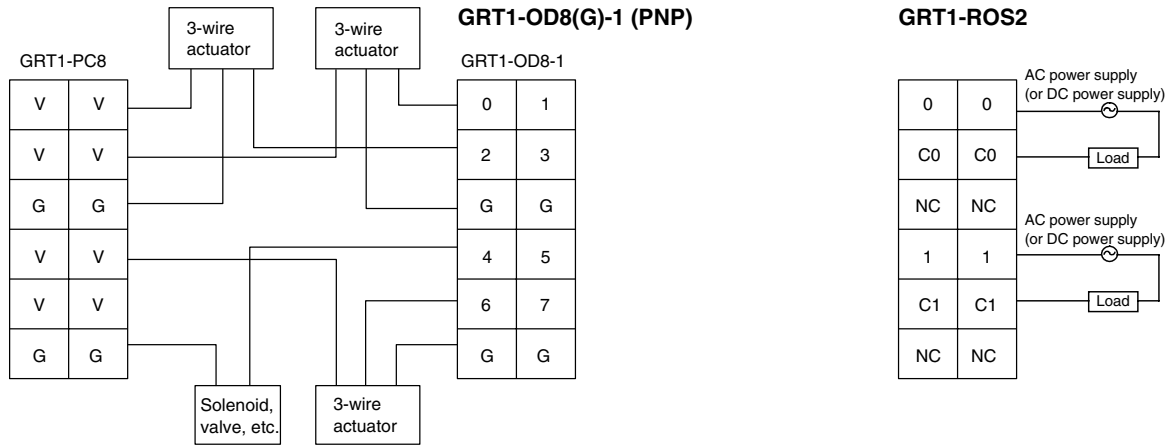 GRT1-OD8(G)-1 (PNP)
GRT1-ROS2
3-wire
actuator
3-wire
actuator
GRT1-PC8
GRT1-OD8-1
V V
V V
G G
V V
V V
G G
0 1
2 3
G G
4 5
6 7
G G
Solenoid,
valve, etc.
3-wire
actuator
0 0
C0 C0
NC NC
1 1
C1 C1
NC NC
AC power supply
(or DC power supply)
Load
AC power supply
(or DC power supply)
Load